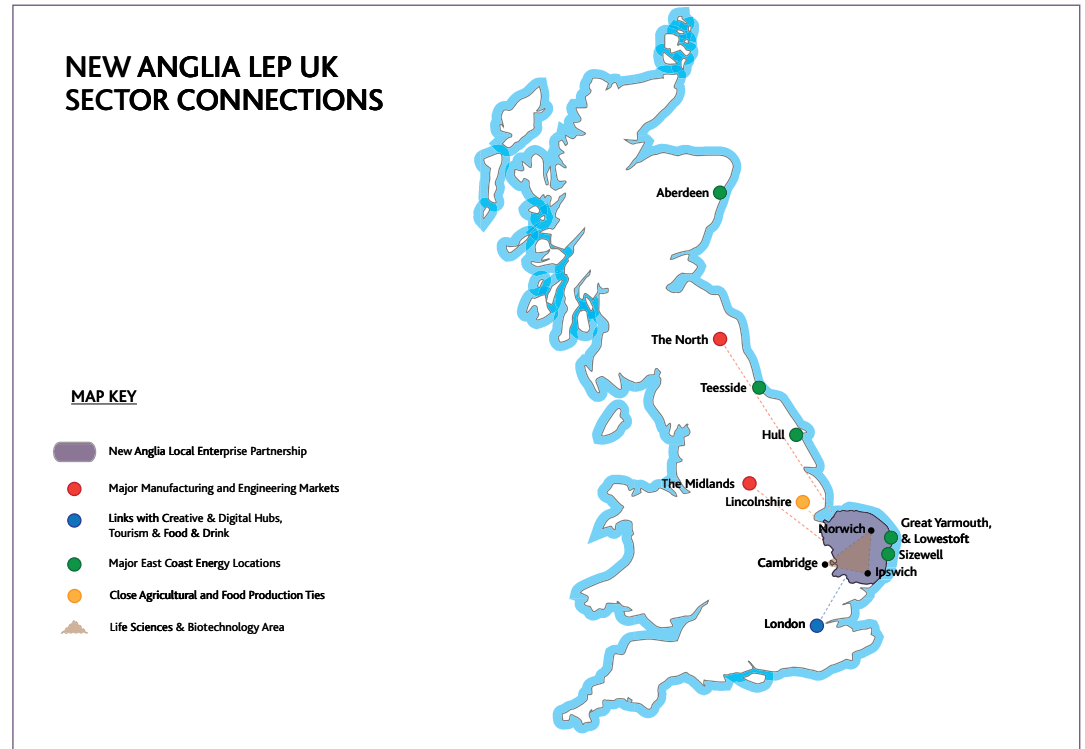 NEW ANGLIA LEP UK
SECTOR CONNECTIONS
Aberdeen
The North
Teesside
MAP KEY
Hull
New Anglia Local Enterprise Partnership
The Midlands
Major Manufacturing and Engineering Markets
Lincolnshire
Links with Creative & Digital Hubs,
Tourism & Food & Drink
Norwich
Great Yarmouth,
& Lowestoft
Sizewell
Major East Coast Energy Locations
Cambridge
Ipswich
Close Agricultural and Food Production Ties
Life Sciences & Biotechnology Area
London